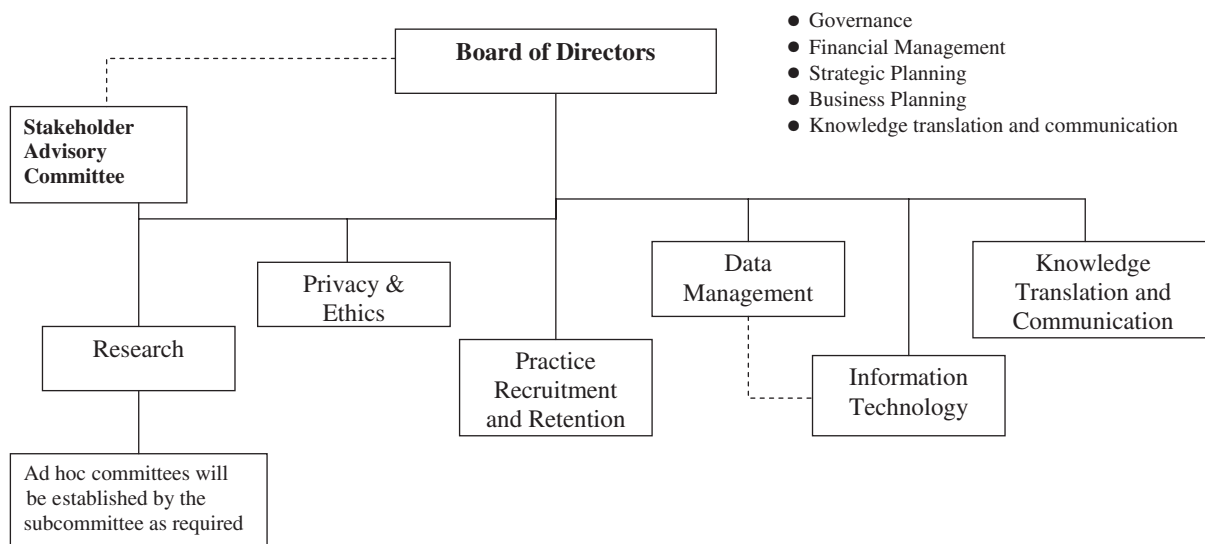 Board of Directors
● Governance
● Financial Management
● Strategic Planning
● Business Planning
● Knowledge translation and communication
Stakeholder
Advisory
Committee
Privacy &
Ethics
Data
Management
Knowledge
Translation and
Communication
Research
Practice
Recruitment
and Retention
Information
Technology
Ad hoc committees will
be established by the
subcommittee as required